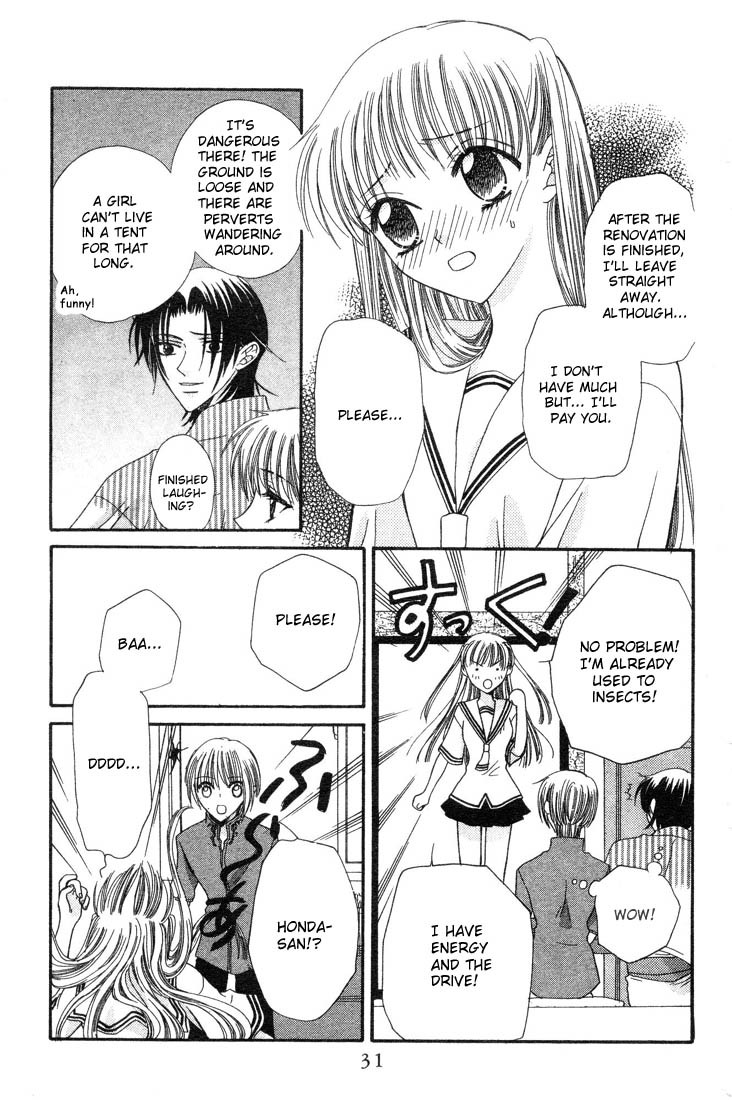 AFTER THE
RENOVATION
IS FINISHED,
I'LL LEAVE
STRAIGHT
AWAY.
ALTHOUGH...
I DON'T
HAVE MUCH
BUT... I'LL
PAY YOU.
PLEASE...
IT'S
DANGEROUS
THERE! THE
GROUND IS
LOOSE AND
THERE ARE
PERVERTS
WANDERING
AROUND.
A GIRL
CAN'T LIVE
IN A TENT
FOR THAT
LONG.
Ah,
funny!
FINISHED
LAUGH-
ING?
すっく!
NO PROBLEM!
I'M ALREADY
USED TO
INSECTS!
WOW!
I HAVE
ENERGY
AND THE
DRIVE!
PLEASE!
BAA...
DDDD...
ふぁ
HONDA-
SAN!?
31